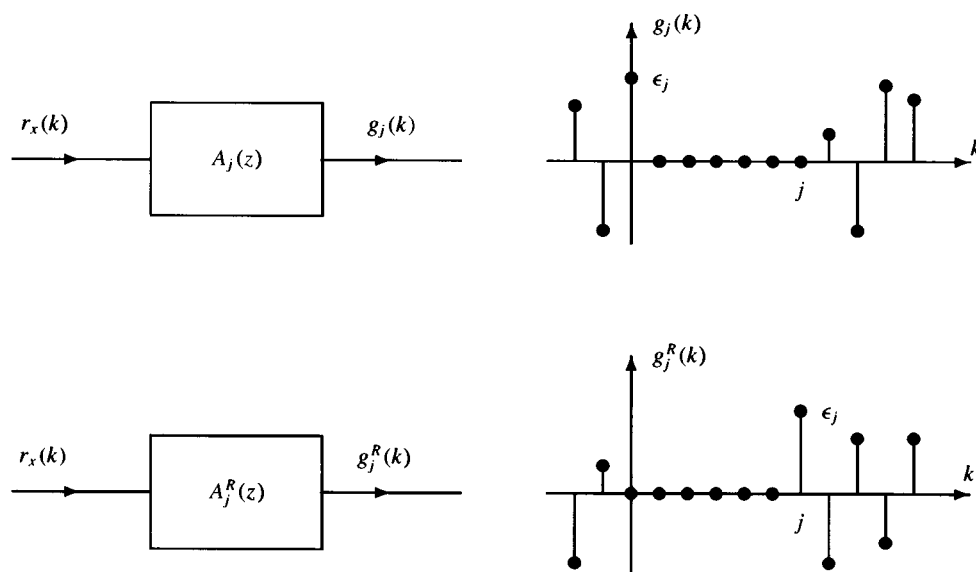 g_j(k)
ϵ_j
r_x(k)
A_j(z)
g_j(k)
k
j
g_j^R(k)
ϵ_j
r_x(k)
A_j^R(z)
g_j^R(k)
k
j